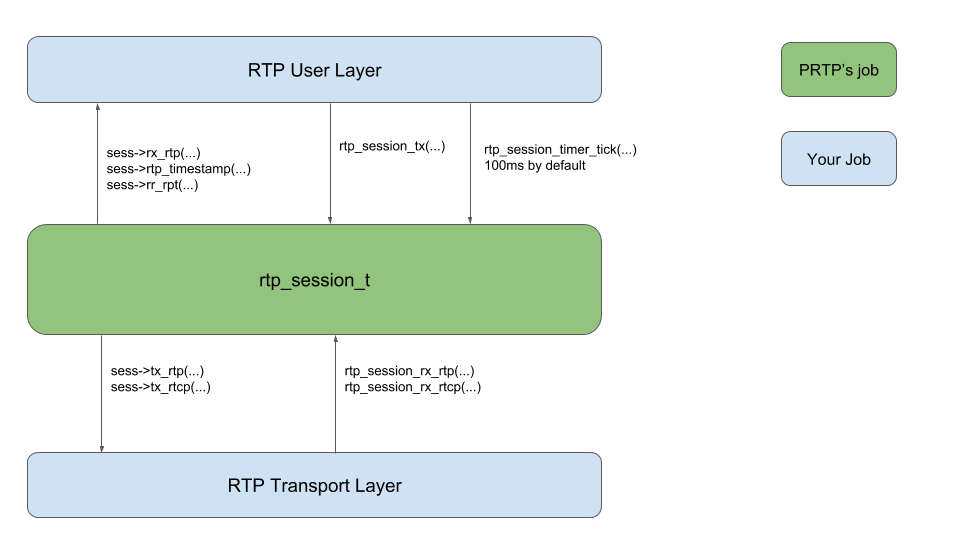 RTP User Layer
PRTP's job
Your Job
sess->rx_rtp(...)
sess->rtp_timestamp(...)
sess->rr_rpt(...)
rtp_session_tx(...)
rtp_session_timer_tick(...)
100ms by default
rtp_session_t
sess->tx_rtp(...)
sess->tx_rtcp(...)
rtp_session_rx_rtp(...)
rtp_session_rx_rtcp(...)
RTP Transport Layer